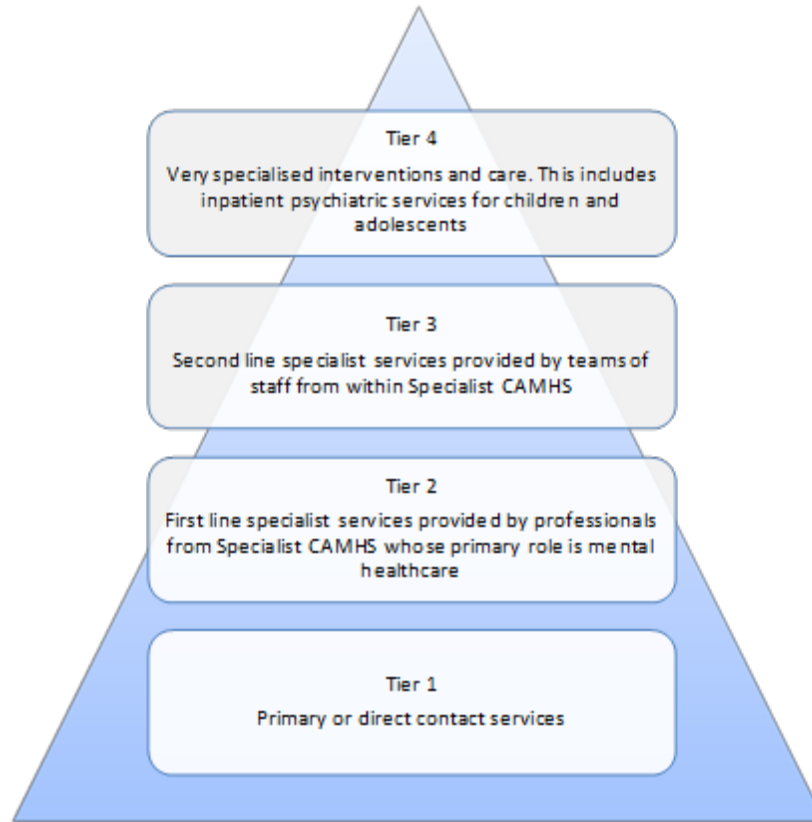 Tier 4
Very specialised interventions and care. This includes
inpatient psychiatric services for children and
adolescents
Tier 3
Second line specialist services provided by teams of
staff from within Specialist CAMHS
Tier 2
First line specialist services provided by professionals
from Specialist CAMHS whose primary role is mental
healthcare
Tier 1
Primary or direct contact services